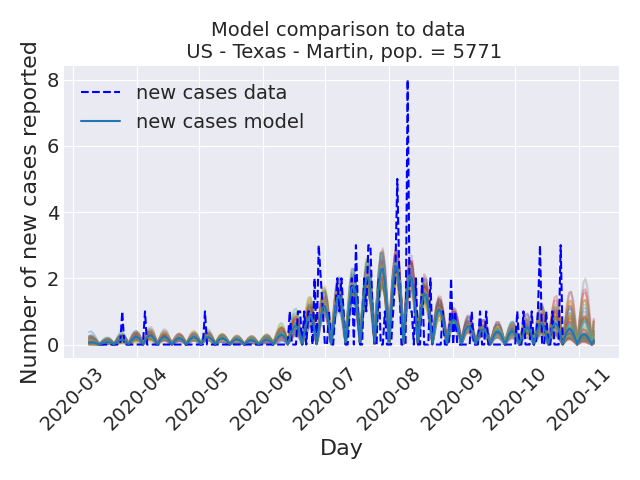 Model comparison to data
US - Texas - Martin, pop. = 5771
Number of new cases reported
8
6
4
2
0
new cases data
new cases model
2020-03
2020-04
2020-05
2020-06
2020-07
2020-08
2020-09
2020-10
2020-11
Day